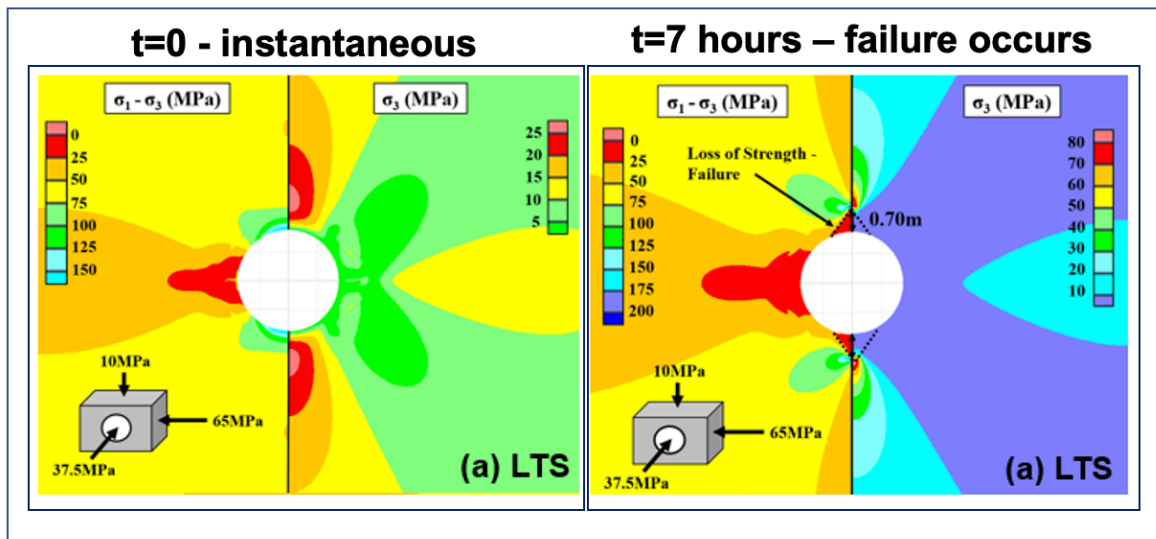 t=0 - instantaneous
σ₁ - σ₃ (MPa)
σ₃ (MPa)
0
25
50
75
100
125
150
25
20
15
10
5
10MPa
65MPa
37.5MPa
(a) LTS
t=7 hours – failure occurs
σ₁ - σ₃ (MPa)
σ₃ (MPa)
0
25
50
75
100
125
150
175
200
Loss of Strength -
Failure
0.70m
80
70
60
50
40
30
20
10
10MPa
65MPa
37.5MPa
(a) LTS